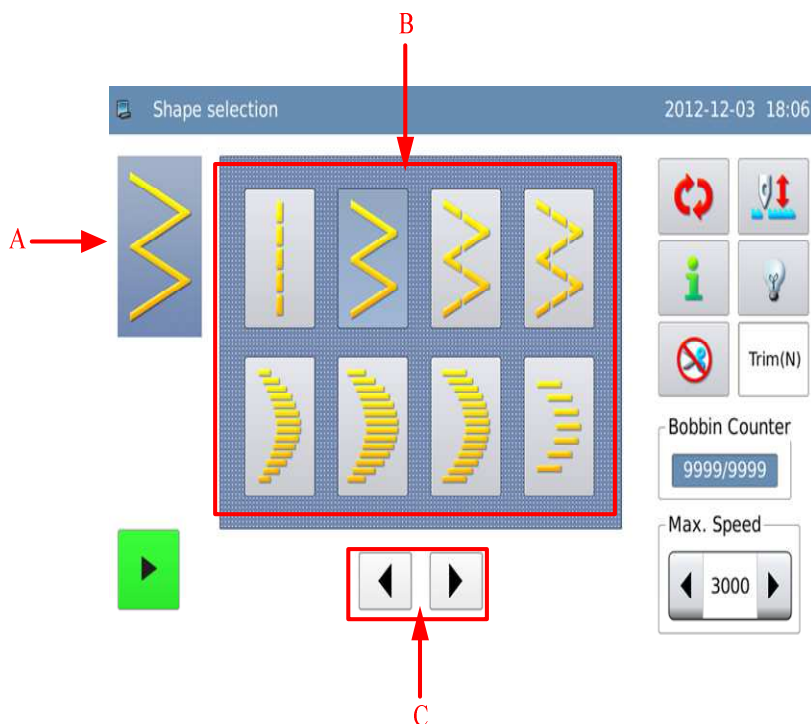 B
Shape selection 2012-12-03 18:06
A
Trim(N)
Bobbin Counter
9999/9999
Max. Speed
3000
C